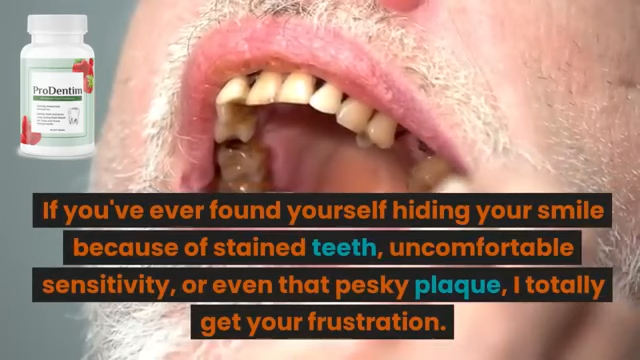 ProDentim
If you've ever found yourself hiding your smile
because of stained teeth, uncomfortable
sensitivity, or even that pesky plaque, I totally
get your frustration.